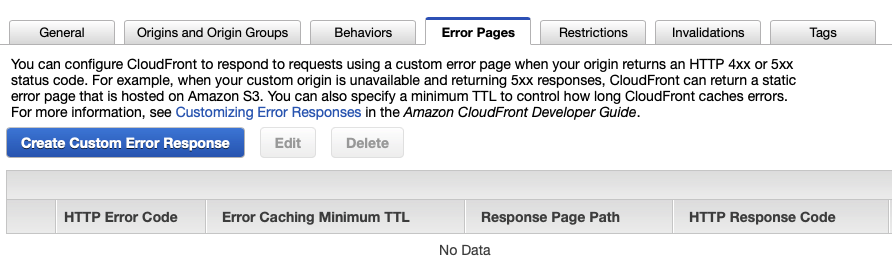 General Origins and Origin Groups Behaviors Error Pages Restrictions Invalidations Tags
You can configure CloudFront to respond to requests using a custom error page when your origin returns an HTTP 4xx or 5xx
status code. For example, when your custom origin is unavailable and returning 5xx responses, CloudFront can return a static
error page that is hosted on Amazon S3. You can also specify a minimum TTL to control how long CloudFront caches errors.
For more information, see Customizing Error Responses in the Amazon CloudFront Developer Guide.
Create Custom Error Response Edit Delete
HTTP Error Code Error Caching Minimum TTL Response Page Path HTTP Response Code
No Data